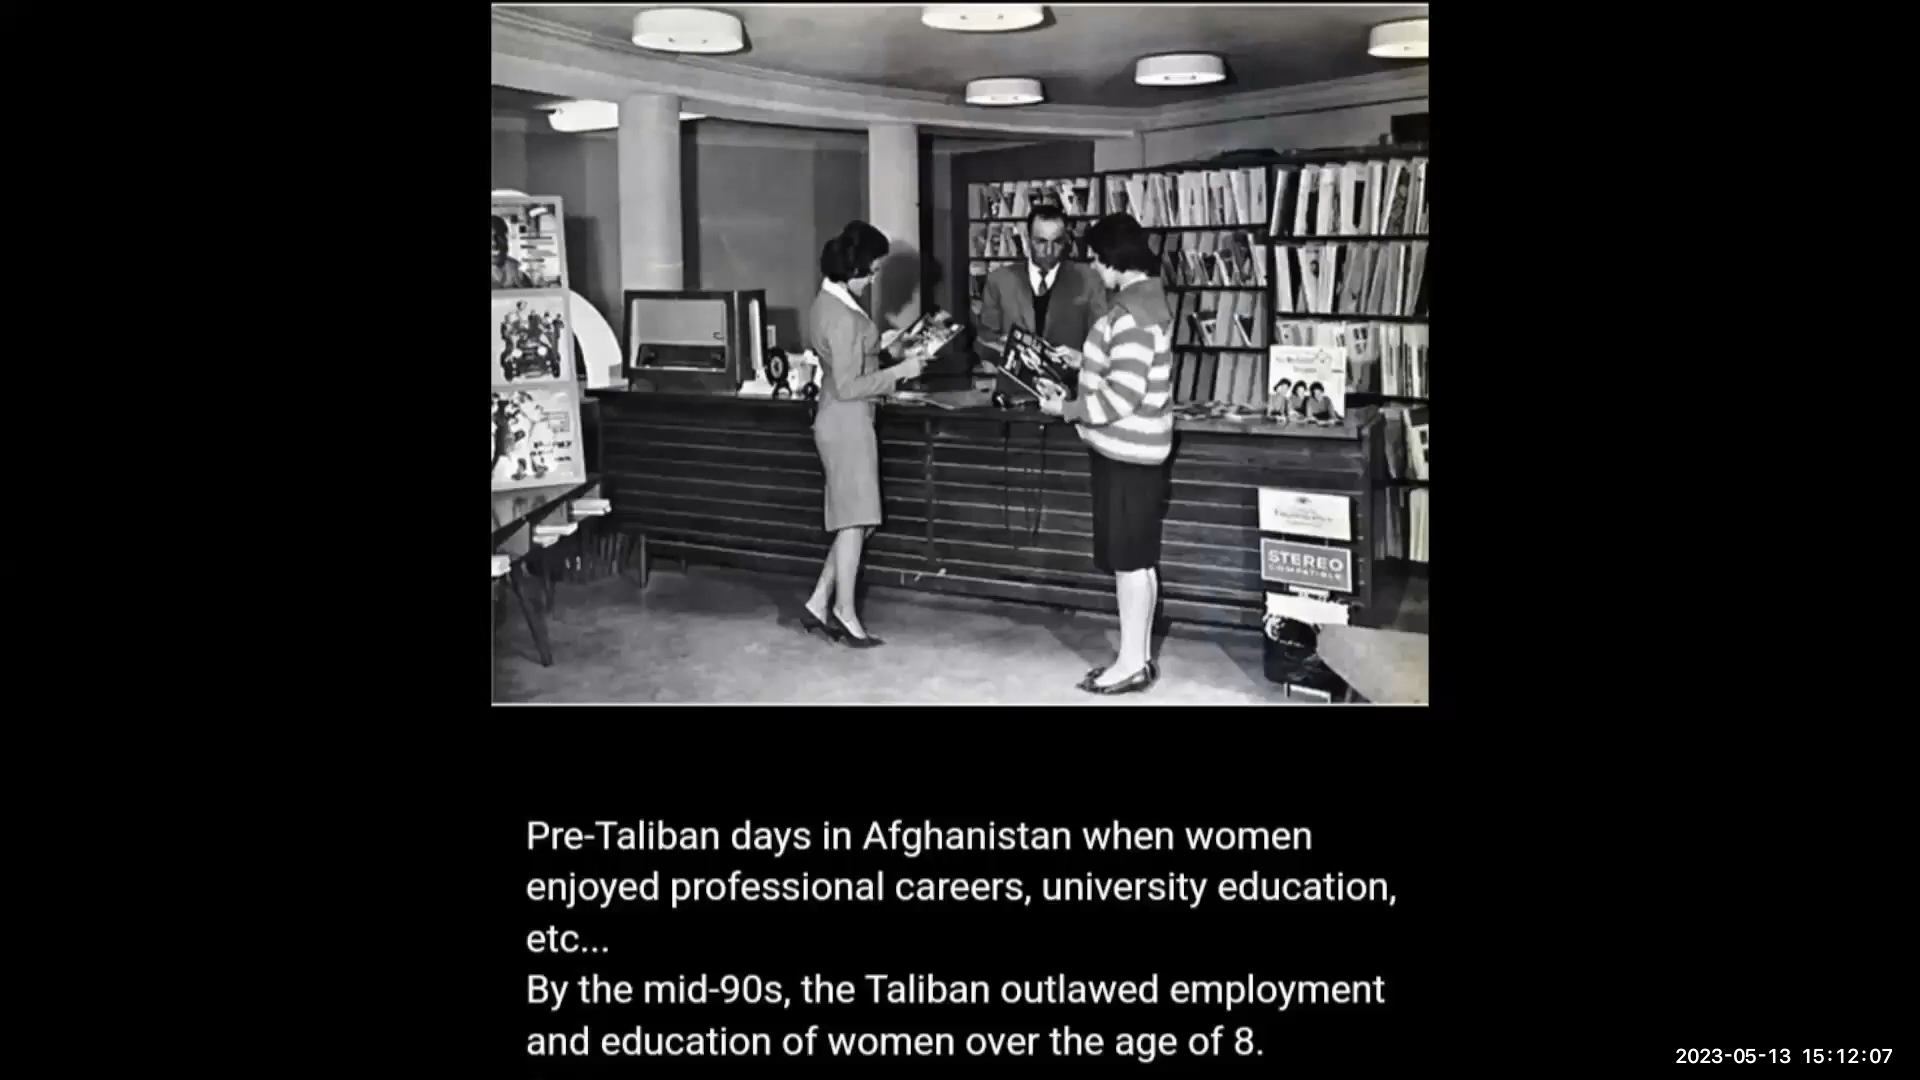 STEREO
COMPATIBLE
Pre-Taliban days in Afghanistan when women
enjoyed professional careers, university education,
etc...
By the mid-90s, the Taliban outlawed employment
and education of women over the age of 8.
2023-05-13 15:12:07